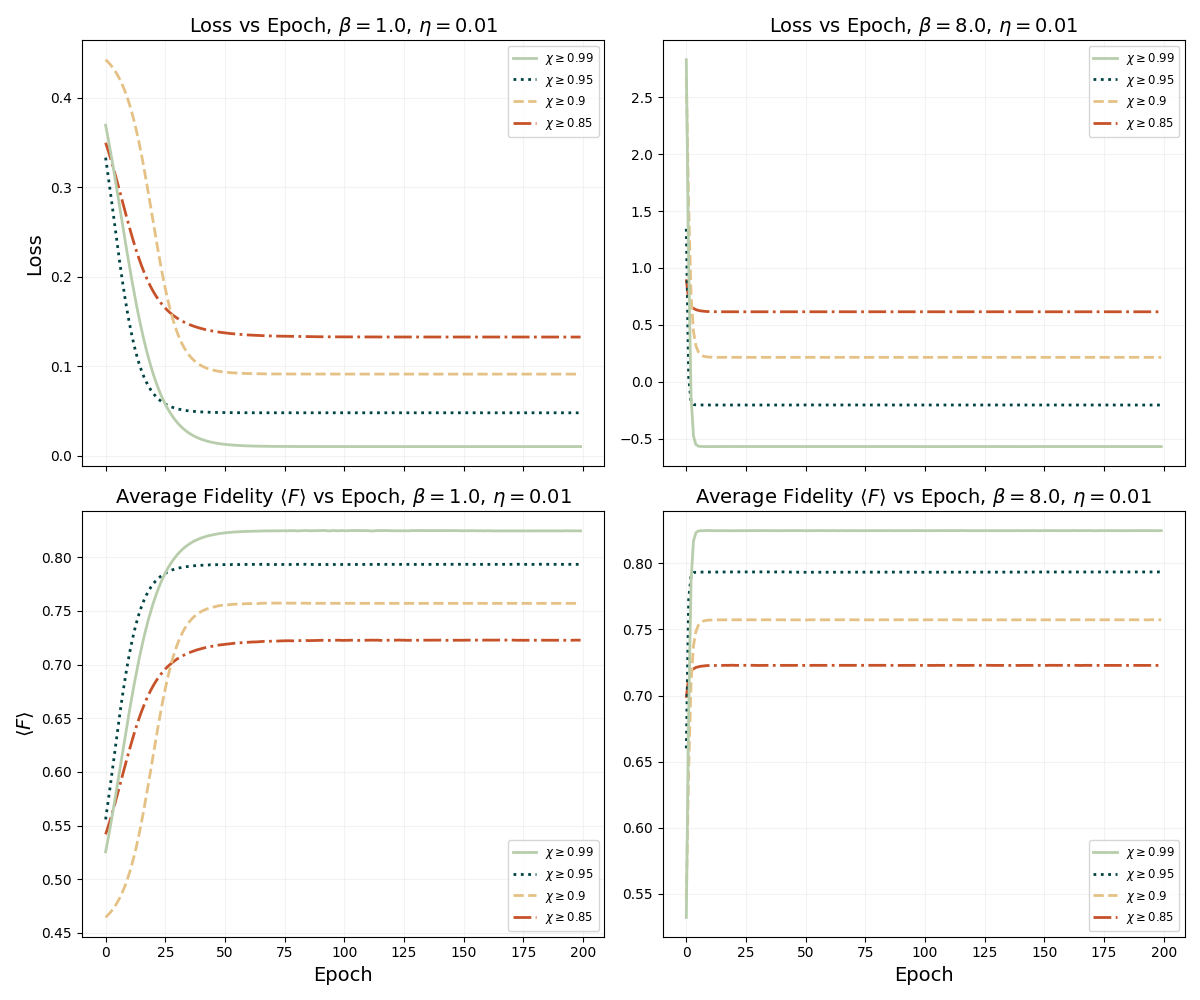 Loss vs Epoch, β = 1.0, η = 0.01
Loss
0.4
0.3
0.2
0.1
0.0
χ ≥ 0.99
χ ≥ 0.95
χ ≥ 0.9
χ ≥ 0.85
Loss vs Epoch, β = 8.0, η = 0.01
2.5
2.0
1.5
1.0
0.5
0.0
−0.5
χ ≥ 0.99
χ ≥ 0.95
χ ≥ 0.9
χ ≥ 0.85
Average Fidelity ⟨F⟩ vs Epoch, β = 1.0, η = 0.01
⟨F⟩
0.80
0.75
0.70
0.65
0.60
0.55
0.50
0.45
χ ≥ 0.99
χ ≥ 0.95
χ ≥ 0.9
χ ≥ 0.85
0 25 50 75 100 125 150 175 200
Epoch
Average Fidelity ⟨F⟩ vs Epoch, β = 8.0, η = 0.01
0.80
0.75
0.70
0.65
0.60
0.55
χ ≥ 0.99
χ ≥ 0.95
χ ≥ 0.9
χ ≥ 0.85
0 25 50 75 100 125 150 175 200
Epoch